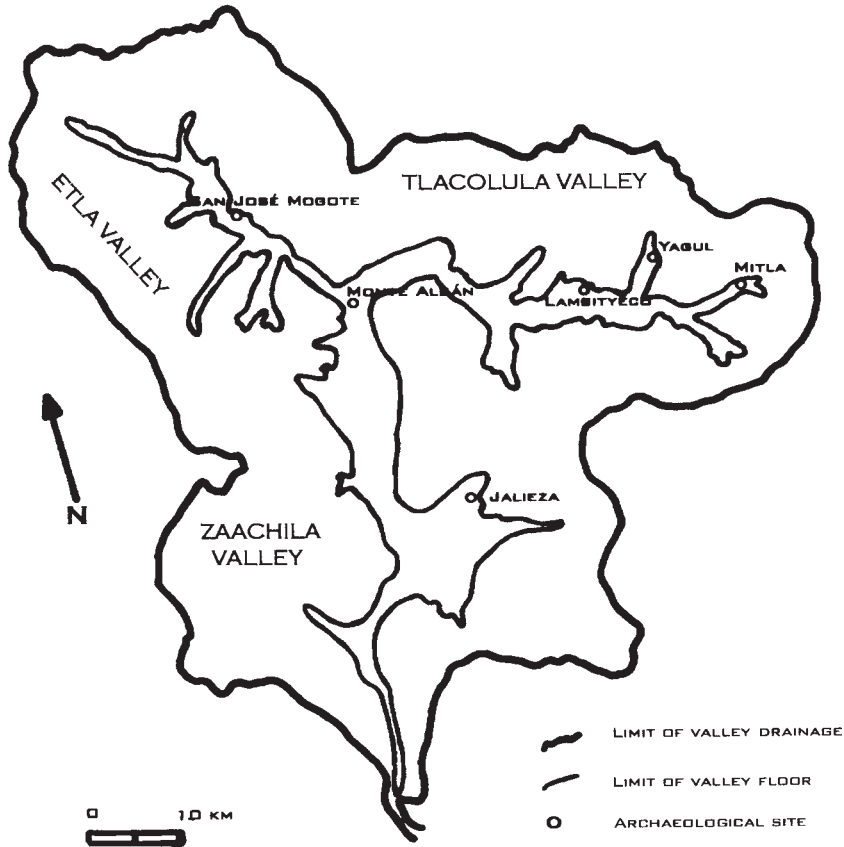 TLACOLULA VALLEY
ETLA VALLEY
SAN JOSÉ MOGOTE
YAGUL
MITLA
MONTE ALBÁN
LAMBITYECO
JALIEZA
N
ZAACHILA
VALLEY
LIMIT OF VALLEY DRAINAGE
LIMIT OF VALLEY FLOOR
ARCHAEOLOGICAL SITE
0 10 KM